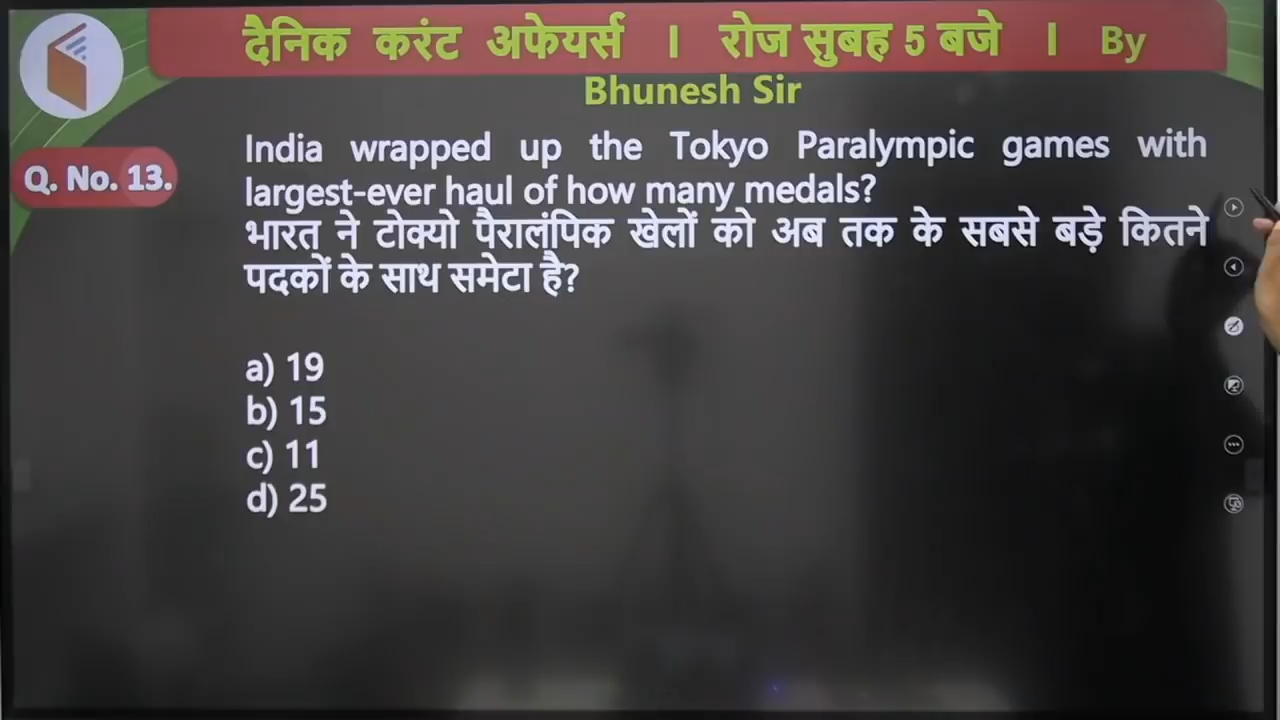 दैनिक करंट अफेयर्स । रोज सुबह 5 बजे । By
Bhunesh Sir
Q. No. 13.
India wrapped up the Tokyo Paralympic games with
largest-ever haul of how many medals?
भारत ने टोक्यो पैरालंपिक खेलों को अब तक के सबसे बड़े कितने
पदकों के साथ समेटा है?
a) 19
b) 15
c) 11
d) 25